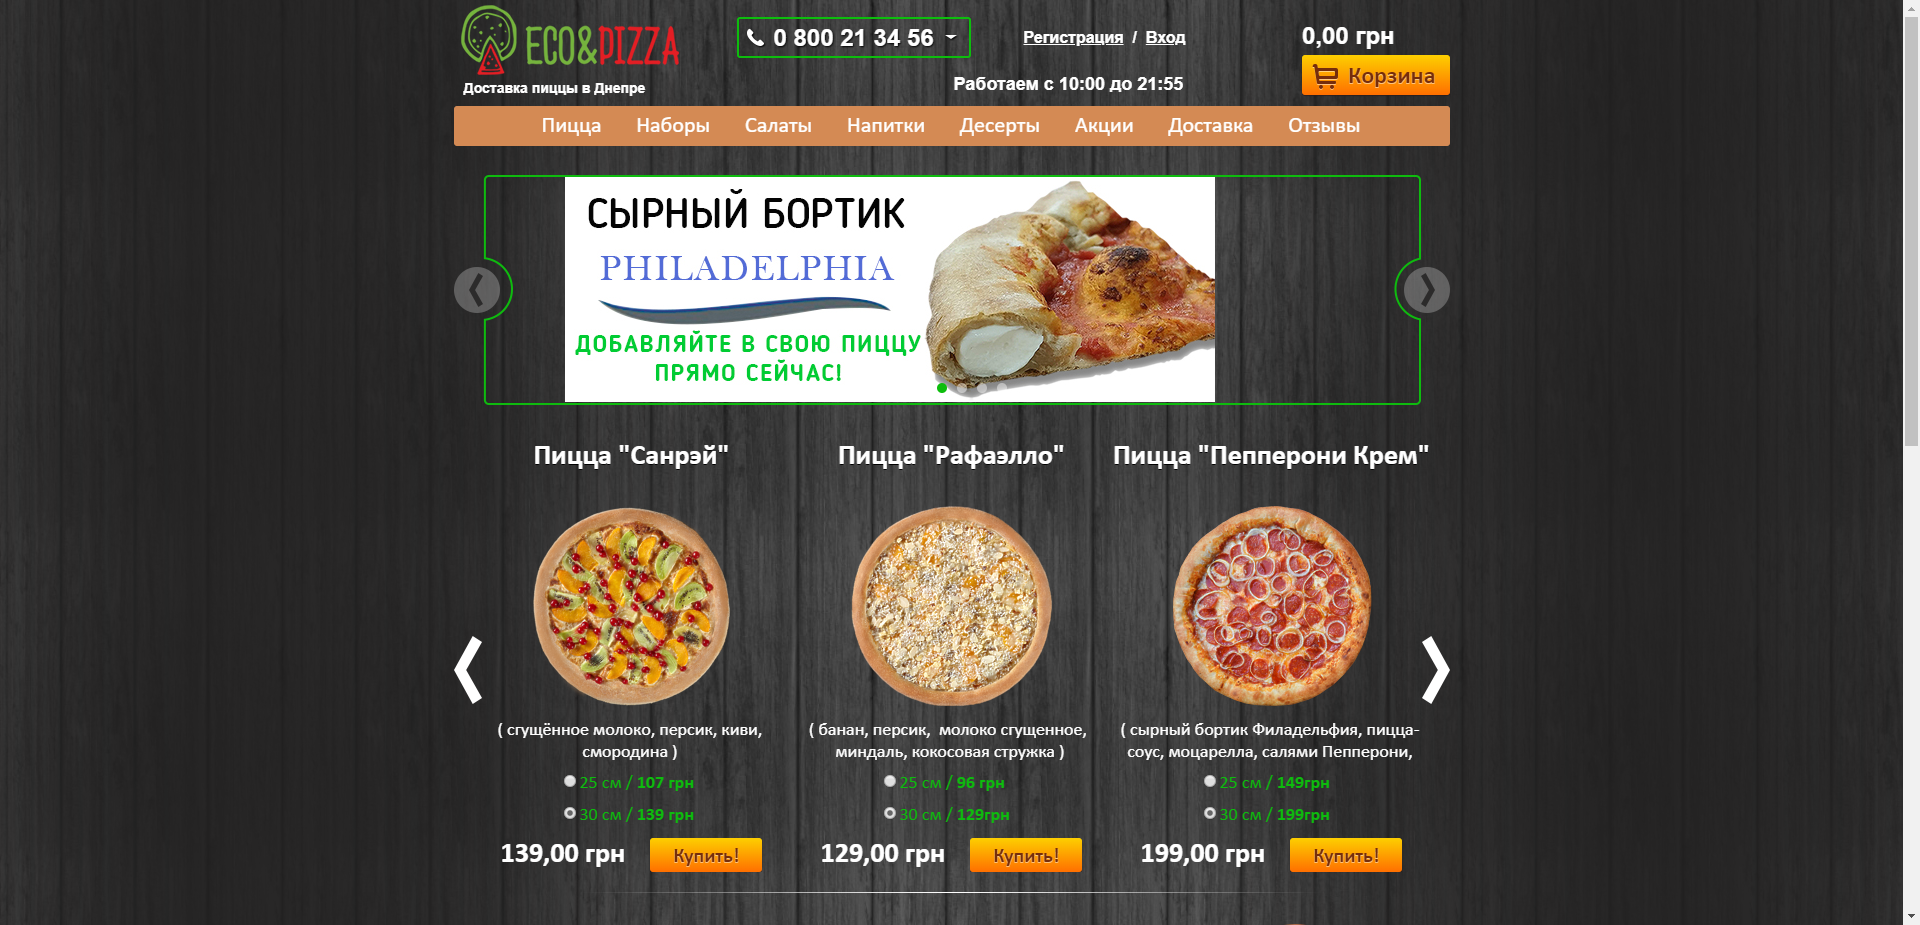 ECO&PIZZA
Доставка пиццы в Днепре
0 800 21 34 56
Регистрация / Вход
Работаем с 10:00 до 21:55
0,00 грн
Корзина
Пицца Наборы Салаты Напитки Десерты Акции Доставка Отзывы
СЫРНЫЙ БОРТИК
PHILADELPHIA
ДОБАВЛЯЙТЕ В СВОЮ ПИЦЦУ
ПРЯМО СЕЙЧАС!
Пицца "Санрэй"
( сгущённое молоко, персик, киви,
смородина )
25 см / 107 грн
30 см / 139 грн
139,00 грн
Купить!
Пицца "Рафаэлло"
( банан, персик, молоко сгущенное,
миндаль, кокосовая стружка )
25 см / 96 грн
30 см / 129грн
129,00 грн
Купить!
Пицца "Пепперони Крем"
( сырный бортик Филадельфия, пицца-
соус, моцарелла, салями Пепперони,
25 см / 149грн
30 см / 199грн
199,00 грн
Купить!